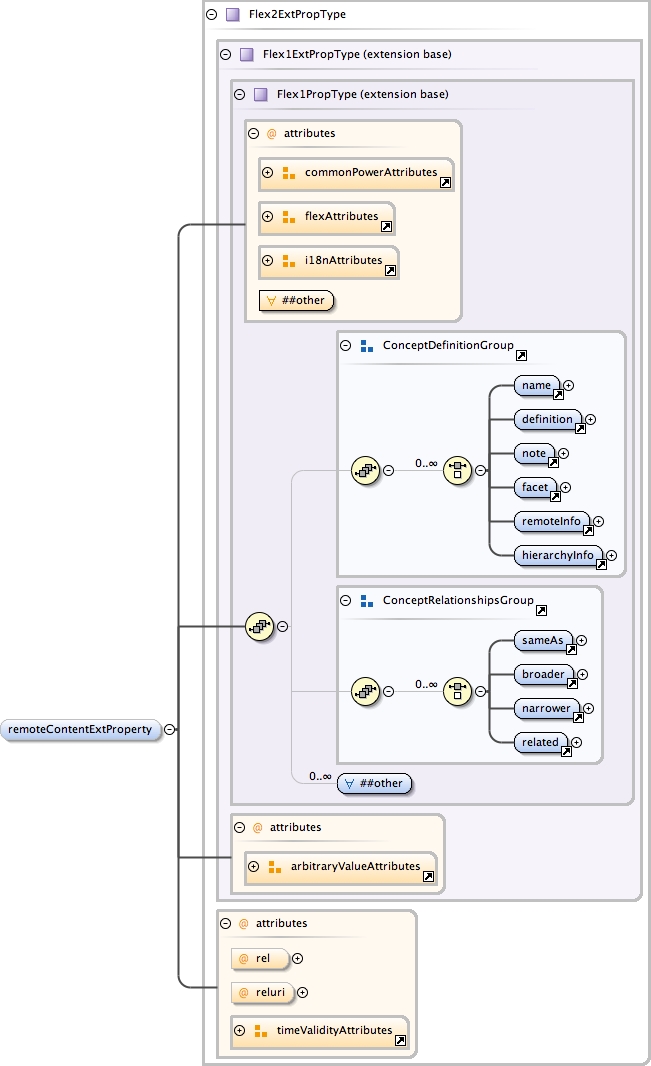 Flex2ExtPropType
Flex1ExtPropType (extension base)
Flex1PropType (extension base)
@ attributes
commonPowerAttributes
flexAttributes
i18nAttributes
∀ ##other
ConceptDefinitionGroup
name
definition
note
0..∞
facet
remoteInfo
hierarchyInfo
ConceptRelationshipsGroup
sameAs
broader
0..∞
narrower
related
remoteContentExtProperty
0..∞ ∀ ##other
@ attributes
arbitraryValueAttributes
@ attributes
@ rel
@ reluri
timeValidityAttributes